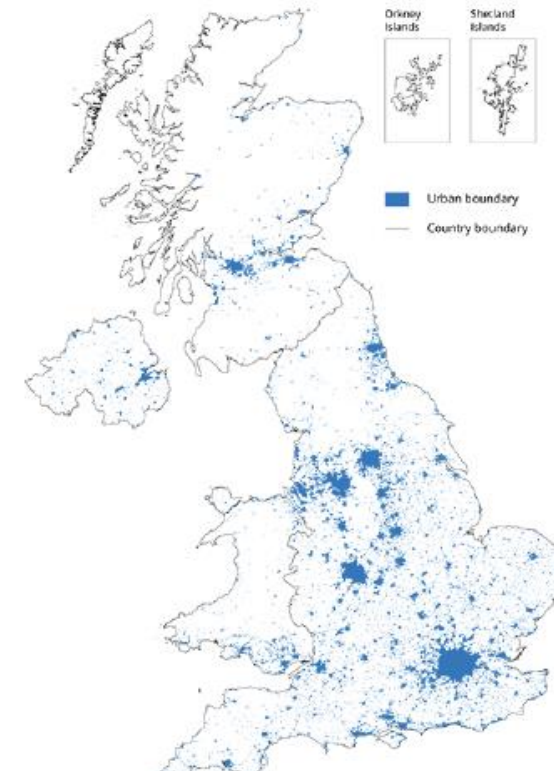 Orkney
Islands
Shetland
Islands
Urban boundary
Country boundary